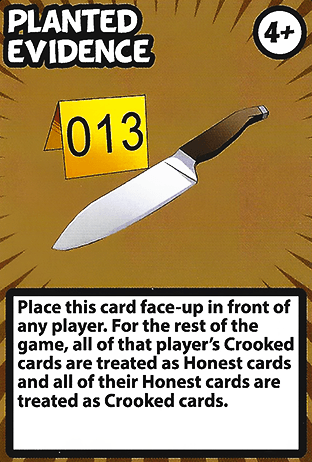 PLANTED
EVIDENCE
4+
013
Place this card face-up in front of
any player. For the rest of the
game, all of that player's Crooked
cards are treated as Honest cards
and all of their Honest cards are
treated as Crooked cards.